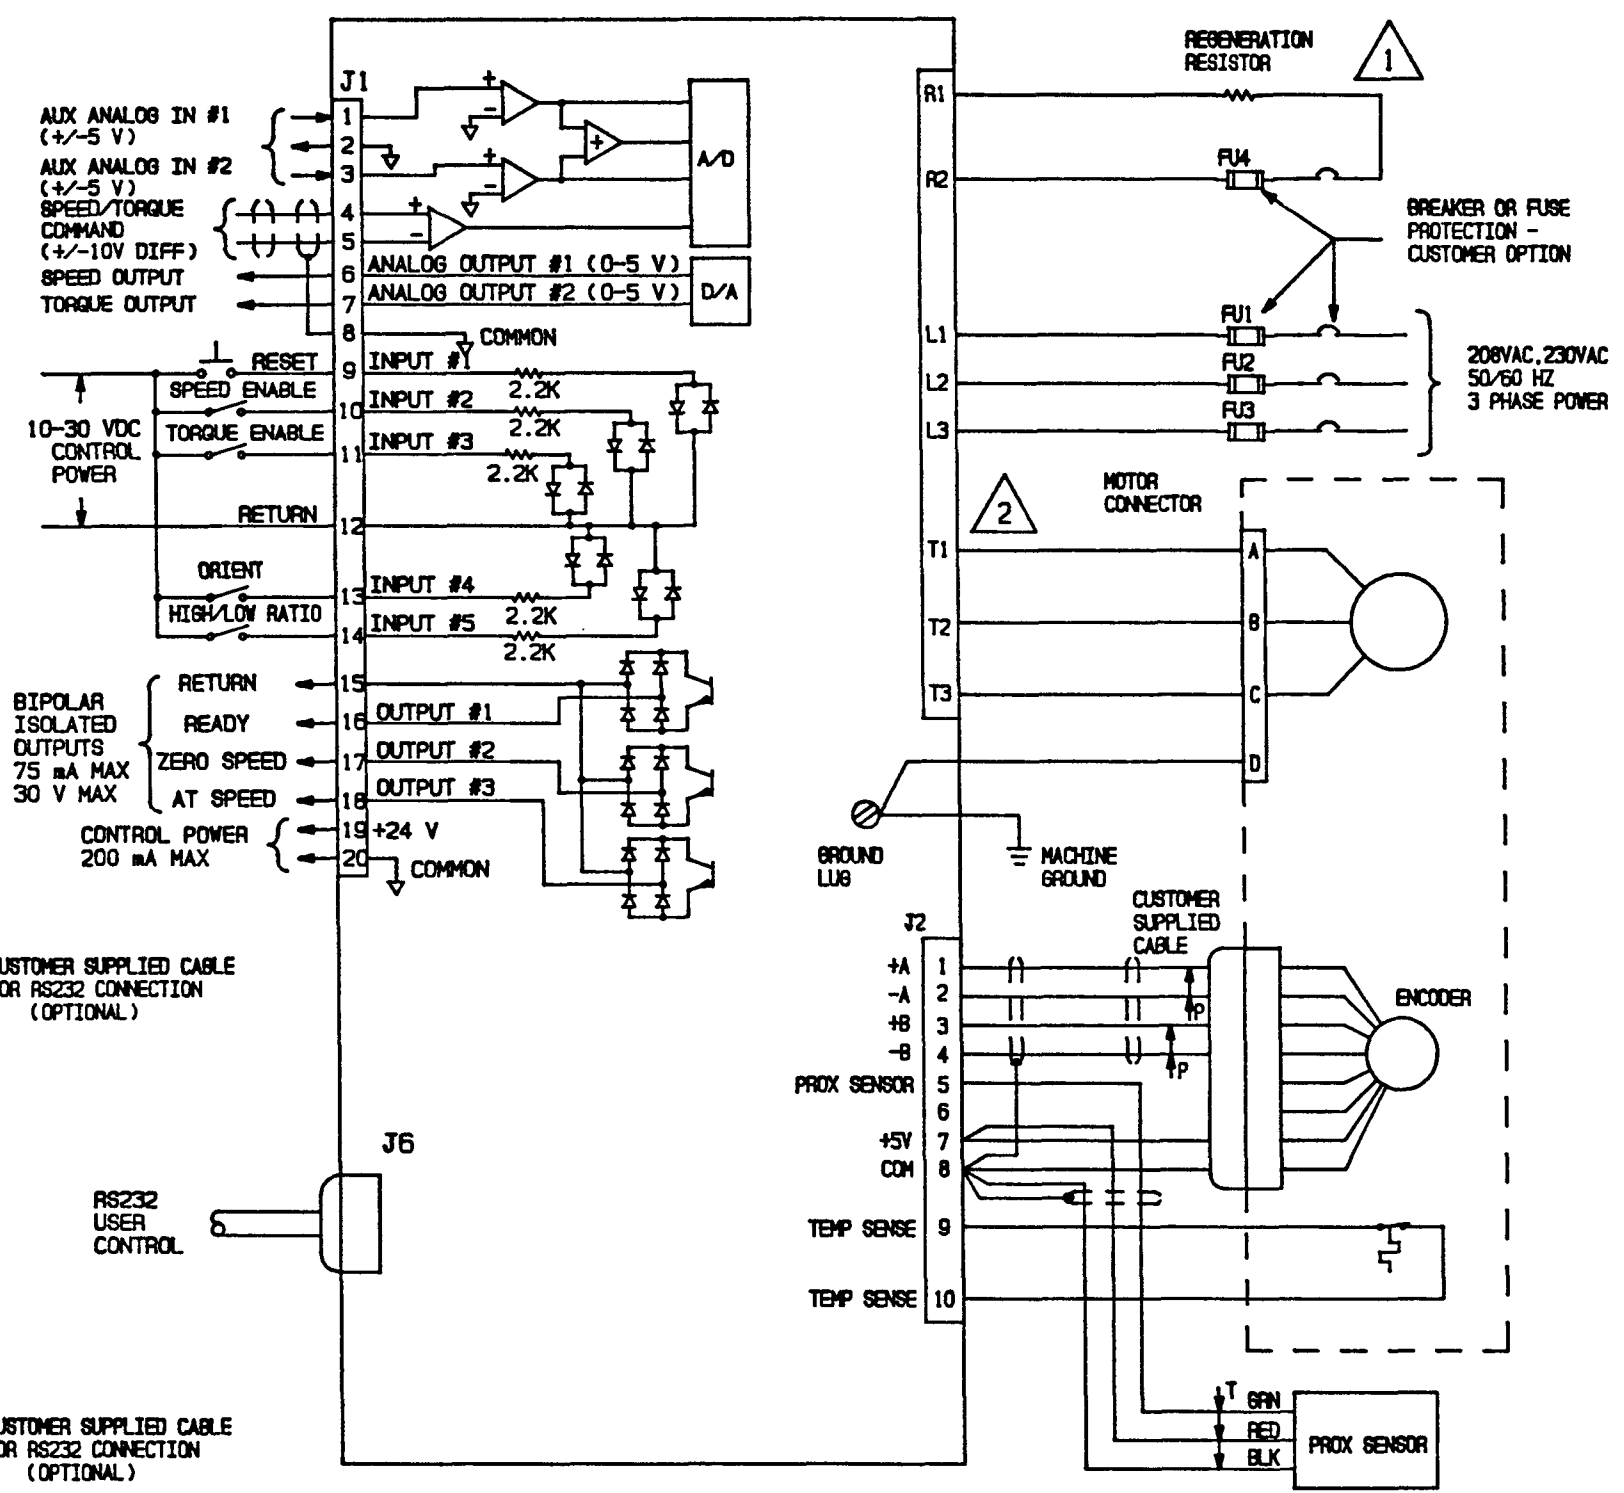 J1
AUX ANALOG IN #1
(+/-5 V)
AUX ANALOG IN #2
(+/-5 V)
SPEED/TORQUE
COMMAND
(+/-10V DIFF)
SPEED OUTPUT
TORQUE OUTPUT
1
2
3
4
5
6
7
8
+
-
+
-
+
+
-
A/D
ANALOG OUTPUT #1 (0-5 V)
ANALOG OUTPUT #2 (0-5 V)
D/A
COMMON
RESET
9
INPUT #1
2.2K
SPEED ENABLE
10
INPUT #2
2.2K
TORQUE ENABLE
11
INPUT #3
2.2K
10-30 VDC
CONTROL
POWER
RETURN
12
ORIENT
13
INPUT #4
2.2K
HIGH/LOW RATIO
14
INPUT #5
2.2K
BIPOLAR
ISOLATED
OUTPUTS
75 mA MAX
30 V MAX
RETURN
15
READY
16
OUTPUT #1
ZERO SPEED
17
OUTPUT #2
AT SPEED
18
OUTPUT #3
CONTROL POWER
200 mA MAX
19
+24 V
20
COMMON
USTOMER SUPPLIED CABLE
OR RS232 CONNECTION
(OPTIONAL)
J6
RS232
USER
CONTROL
USTOMER SUPPLIED CABLE
OR RS232 CONNECTION
(OPTIONAL)
REGENERATION
RESISTOR
1
R1
R2
FU4
BREAKER OR FUSE
PROTECTION -
CUSTOMER OPTION
L1
FU1
L2
FU2
L3
FU3
208VAC,230VAC
50/60 HZ
3 PHASE POWER
MOTOR
CONNECTOR
2
T1
A
T2
B
T3
C
D
GROUND
LUG
MACHINE
GROUND
CUSTOMER
SUPPLIED
CABLE
J2
+A
1
-A
2
P
+B
3
-B
4
P
PROX SENSOR
5
6
+5V
7
COM
8
ENCODER
TEMP SENSE
9
TEMP SENSE
10
T
GRN
RED
BLK
PROX SENSOR